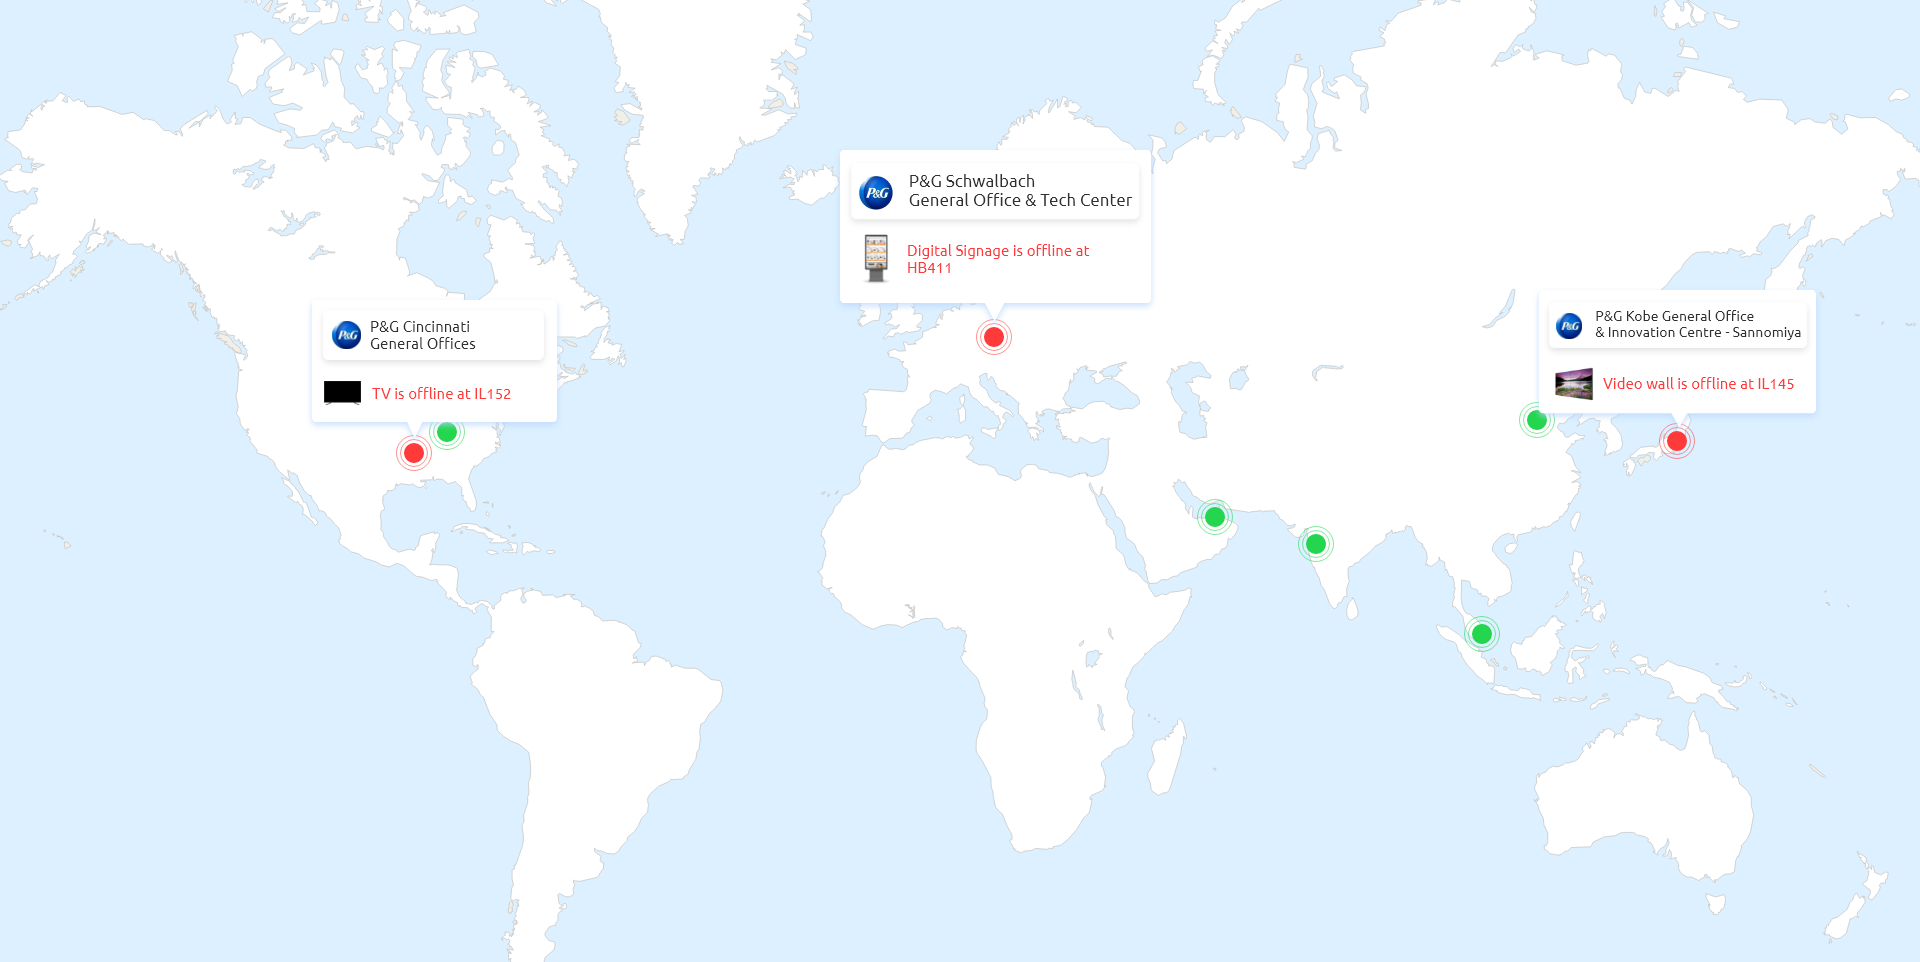 P&G
P&G Schwalbach
General Office & Tech Center
Digital Signage is offline at
HB411
P&G
P&G Cincinnati
General Offices
TV is offline at IL152
P&G
P&G Kobe General Office
& Innovation Centre - Sannomiya
Video wall is offline at IL145